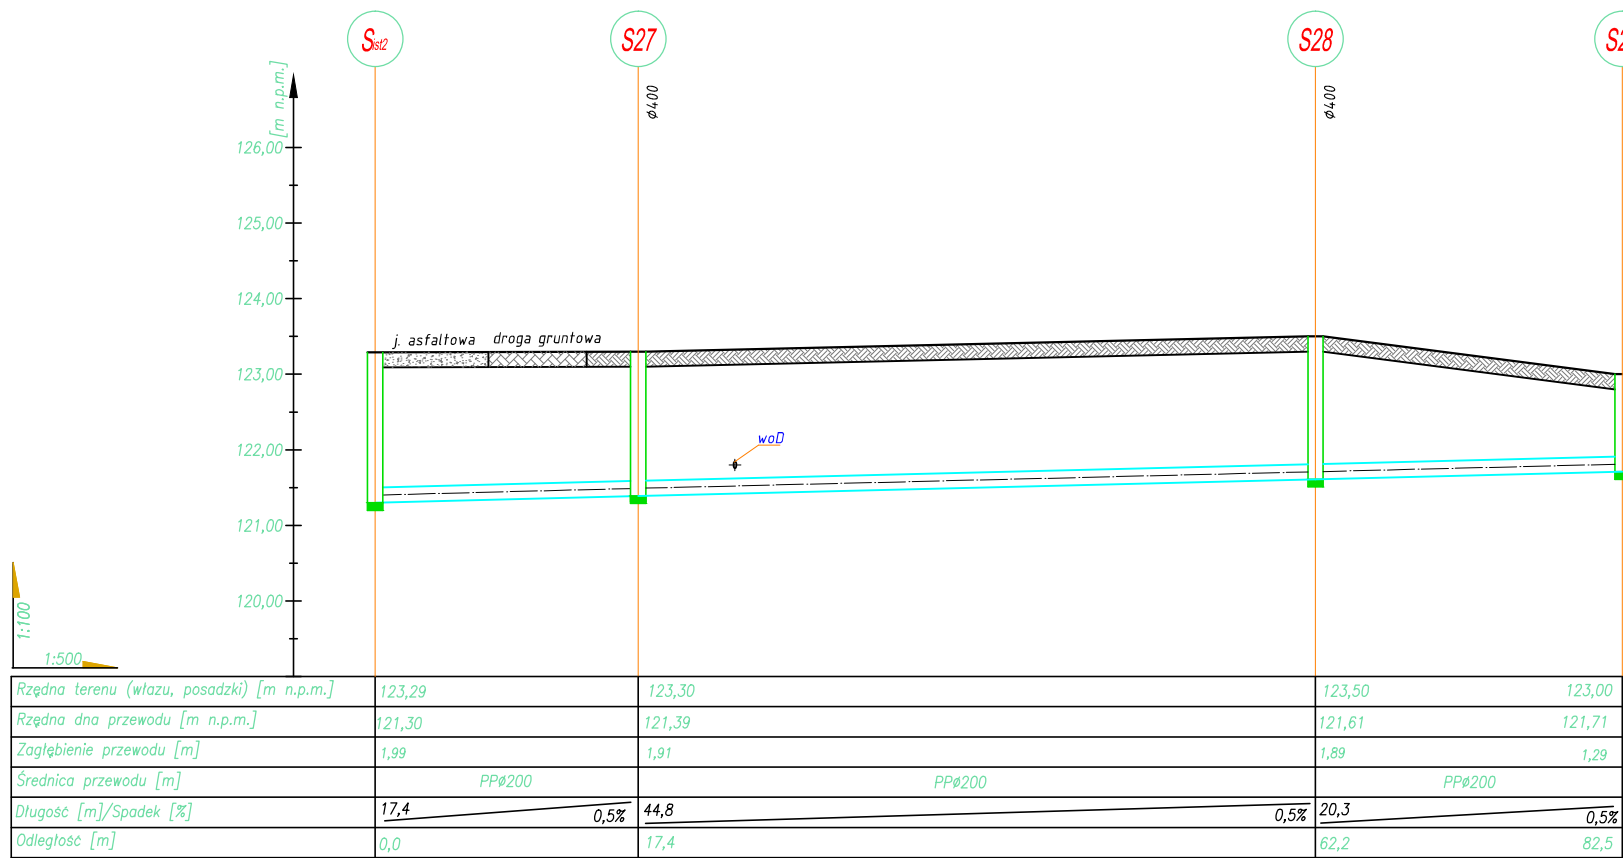 Sist2 S27 S28 S2
[m n.p.m.]
ø400 ø400
126,00
125,00
124,00
j. asfaltowa droga gruntowa
123,00
woD
122,00
121,00
120,00
1:100
1:500
Rzędna terenu (włazu, posadzki) [m n.p.m.] 123,29 123,30 123,50 123,00
Rzędna dna przewodu [m n.p.m.] 121,30 121,39 121,61 121,71
Zagłębienie przewodu [m] 1,99 1,91 1,89 1,29
Średnica przewodu [m] PPø200 PPø200 PPø200
Długość [m]/Spadek [%] 17,4 0,5% 44,8 0,5% 20,3 0,5%
Odległość [m] 0,0 17,4 62,2 82,5